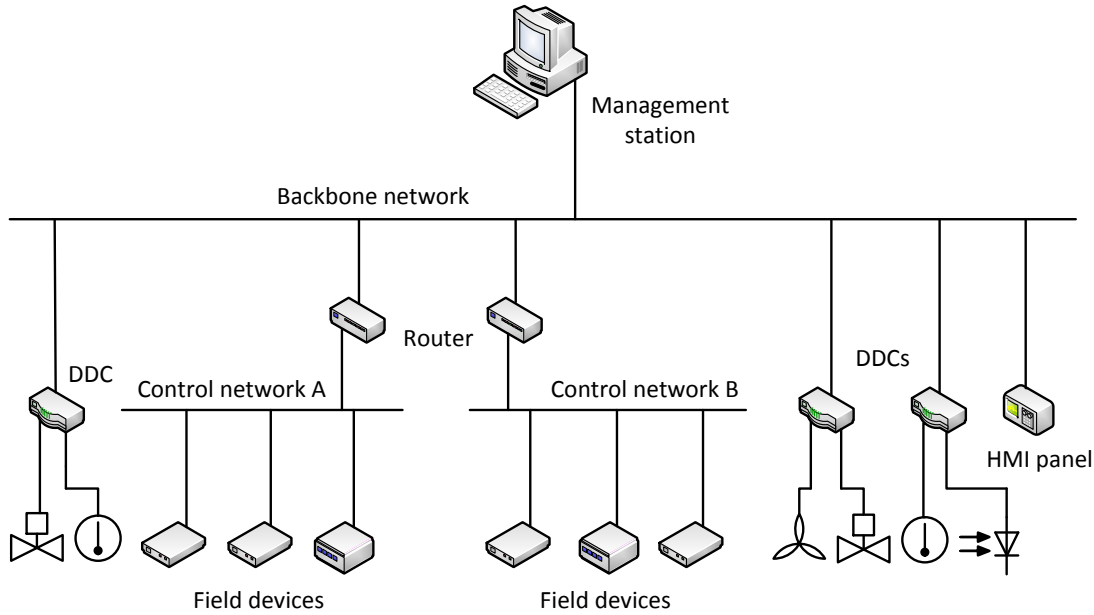 Management
station
Backbone network
Router
DDC
DDCs
Control network A
Control network B
HMI panel
Field devices
Field devices